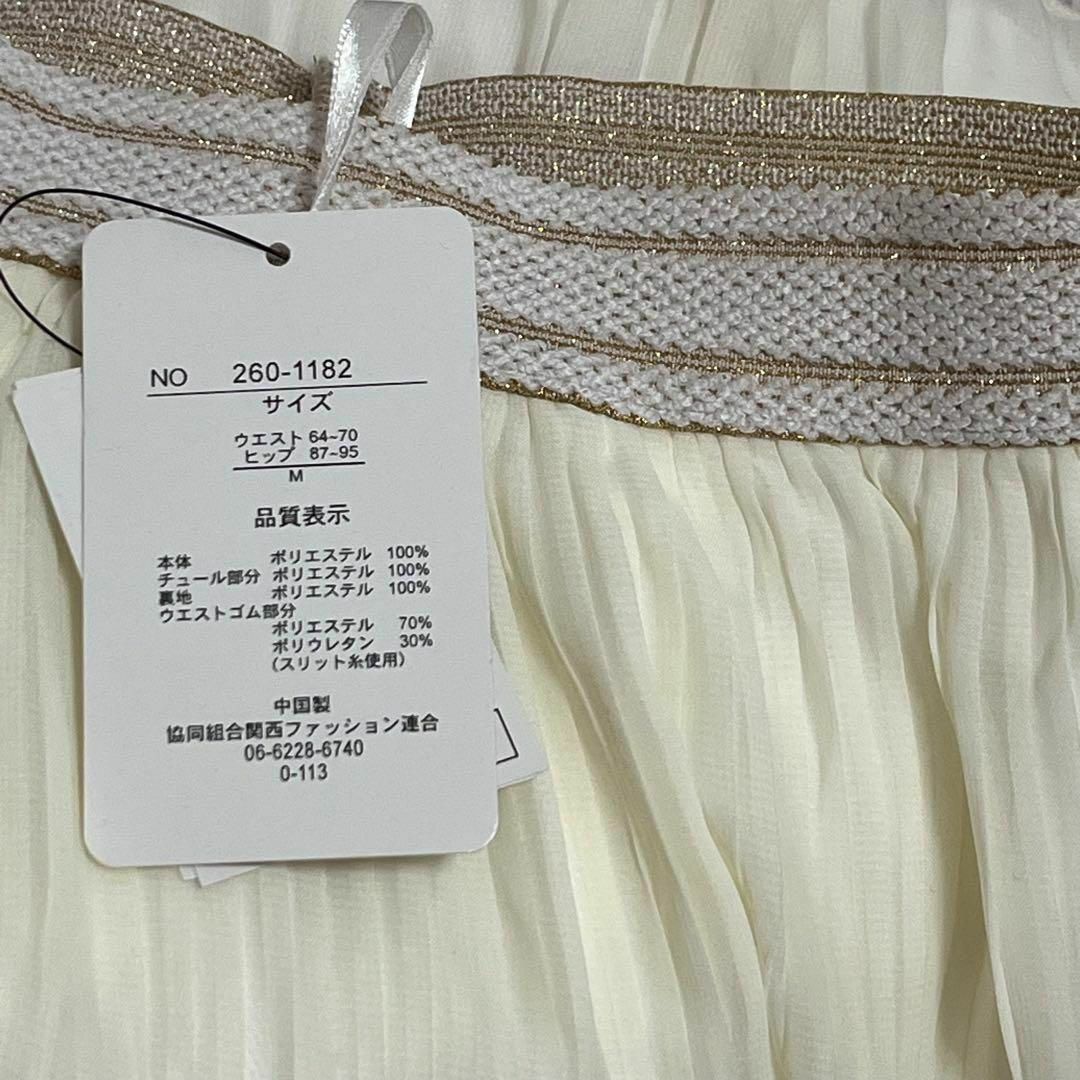 NO 260-1182
サイズ
ウエスト 64~70
ヒップ 87~95
M
品質表示
本体 ポリエステル 100%
チュール部分 ポリエステル 100%
裏地 ポリエステル 100%
ウエストゴム部分
ポリエステル 70%
ポリウレタン 30%
(スリット糸使用)
中国製
協同組合関西ファッション連合
06-6228-6740
0-113